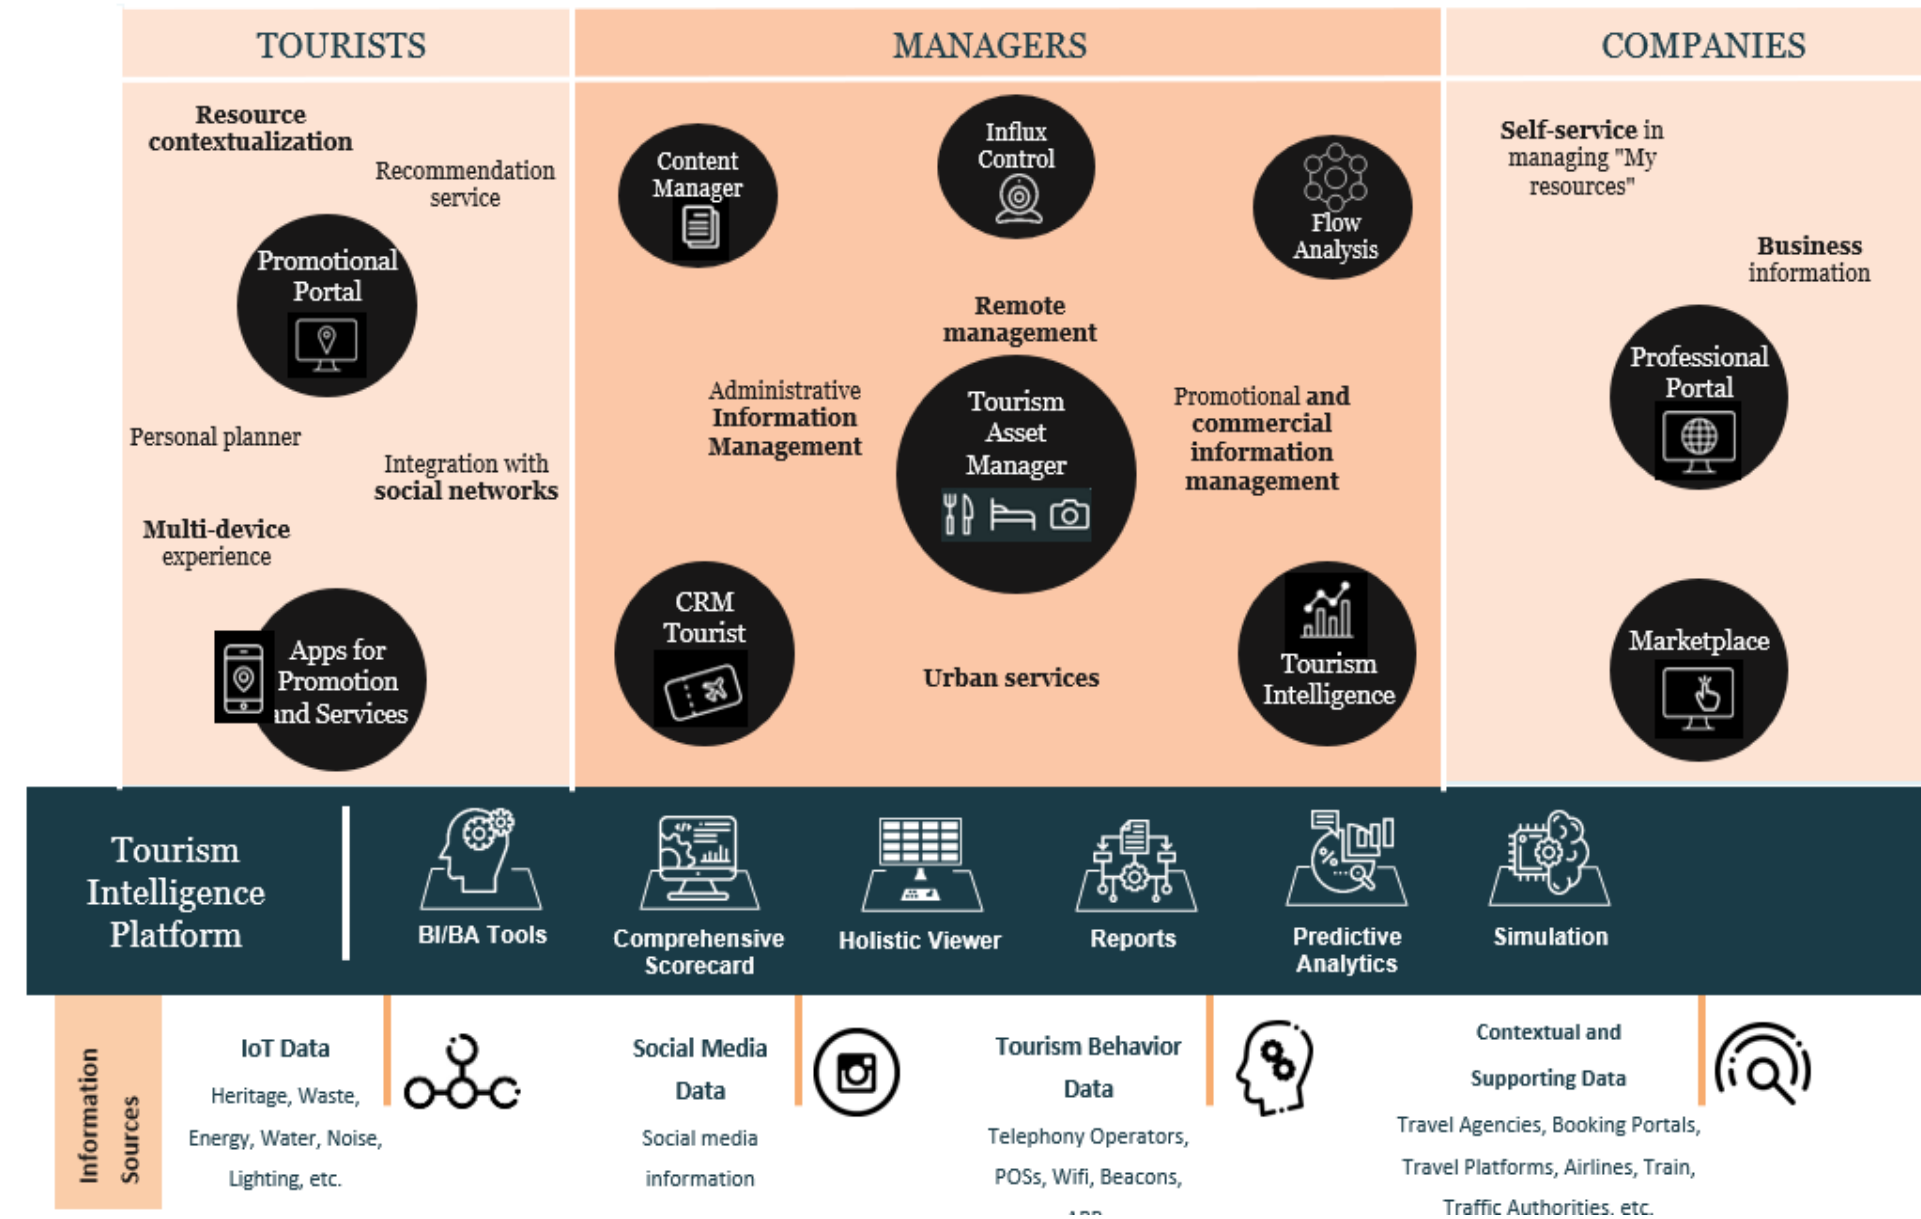 TOURISTS
MANAGERS
COMPANIES
Resource
contextualization
Recommendation
service
Promotional
Portal
Personal planner
Integration with
social networks
Multi-device
experience
Apps for
Promotion
and Services
Content
Manager
Influx
Control
Flow
Analysis
Remote
management
Administrative
Information
Management
Tourism
Asset
Manager
Promotional and
commercial
information
management
CRM
Tourist
Urban services
Tourism
Intelligence
Self-service in
managing "My
resources"
Business
information
Professional
Portal
Marketplace
Tourism
Intelligence
Platform
BI/BA Tools
Comprehensive
Scorecard
Holistic Viewer
Reports
Predictive
Analytics
Simulation
Information
Sources
IoT Data
Heritage, Waste,
Energy, Water, Noise,
Lighting, etc.
Social Media
Data
Social media
information
Tourism Behavior
Data
Telephony Operators,
POSs, Wifi, Beacons,
Contextual and
Supporting Data
Travel Agencies, Booking Portals,
Travel Platforms, Airlines, Train,
Traffic Authorities, etc.